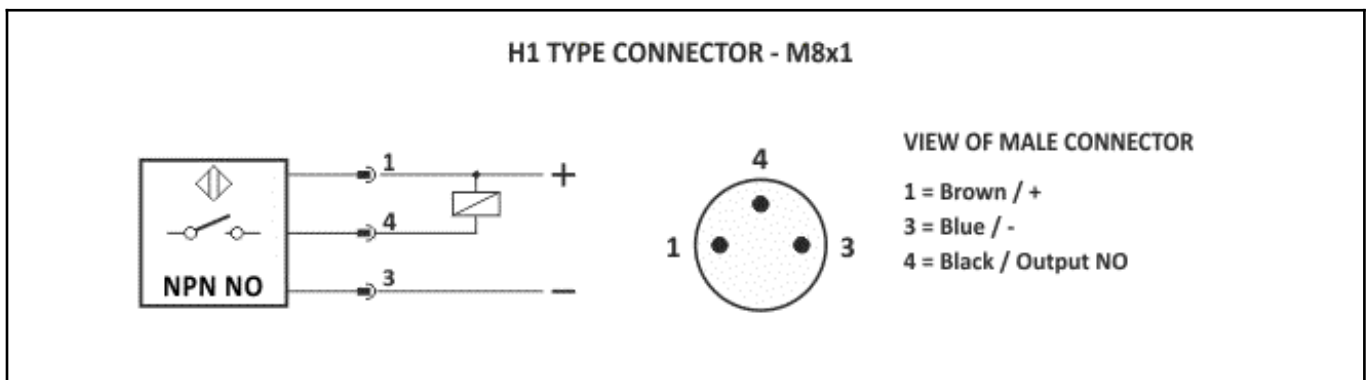 H1 TYPE CONNECTOR - M8x1
1
+
4
NPN NO
3
−
4
1
3
VIEW OF MALE CONNECTOR
1 = Brown / +
3 = Blue / -
4 = Black / Output NO